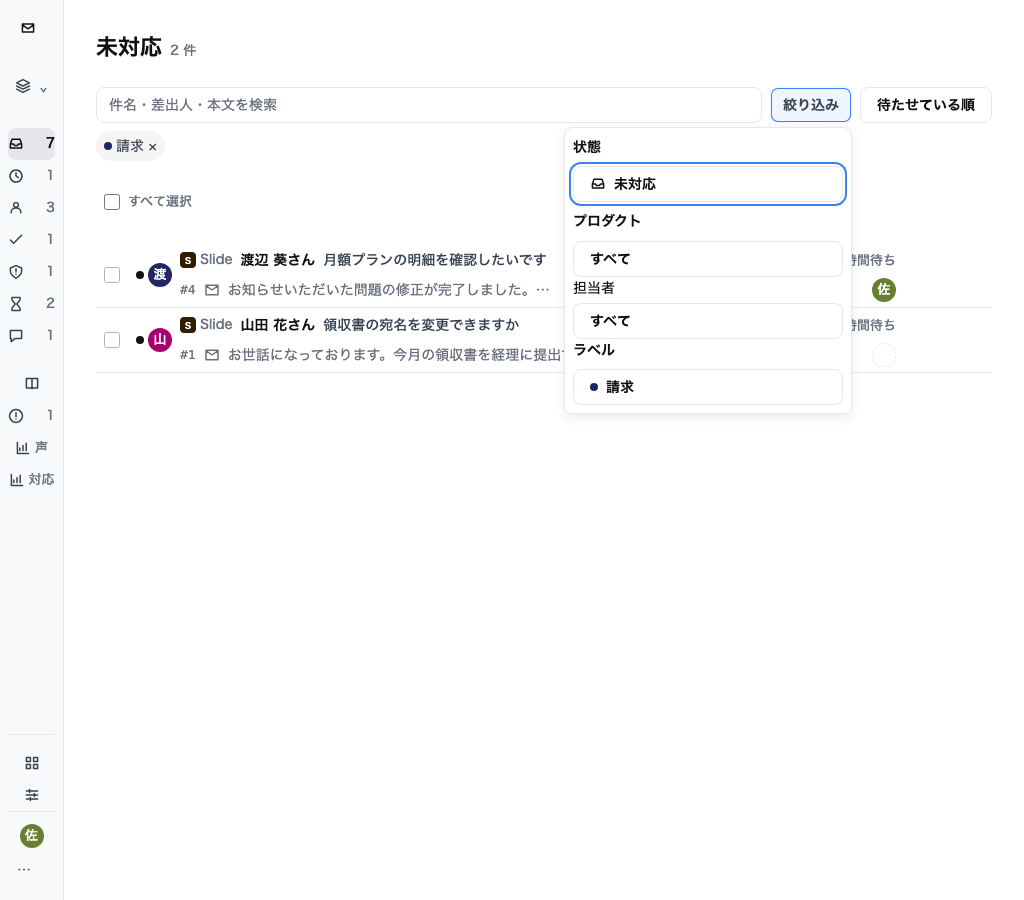 未対応 2 件
件名・差出人・本文を検索
絞り込み
待たせている順
請求 ×
すべて選択
状態
未対応
プロダクト
すべて
担当者
すべて
ラベル
請求
渡
S Slide 渡辺 葵さん 月額プランの明細を確認したいです
間待ち
#4 お知らせいただいた問題の修正が完了しました。…
佐
山
S Slide 山田 花さん 領収書の宛名を変更できますか
間待ち
#1 お世話になっております。今月の領収書を経理に提出
7
1
3
1
1
2
1
1
声
対応
佐
…